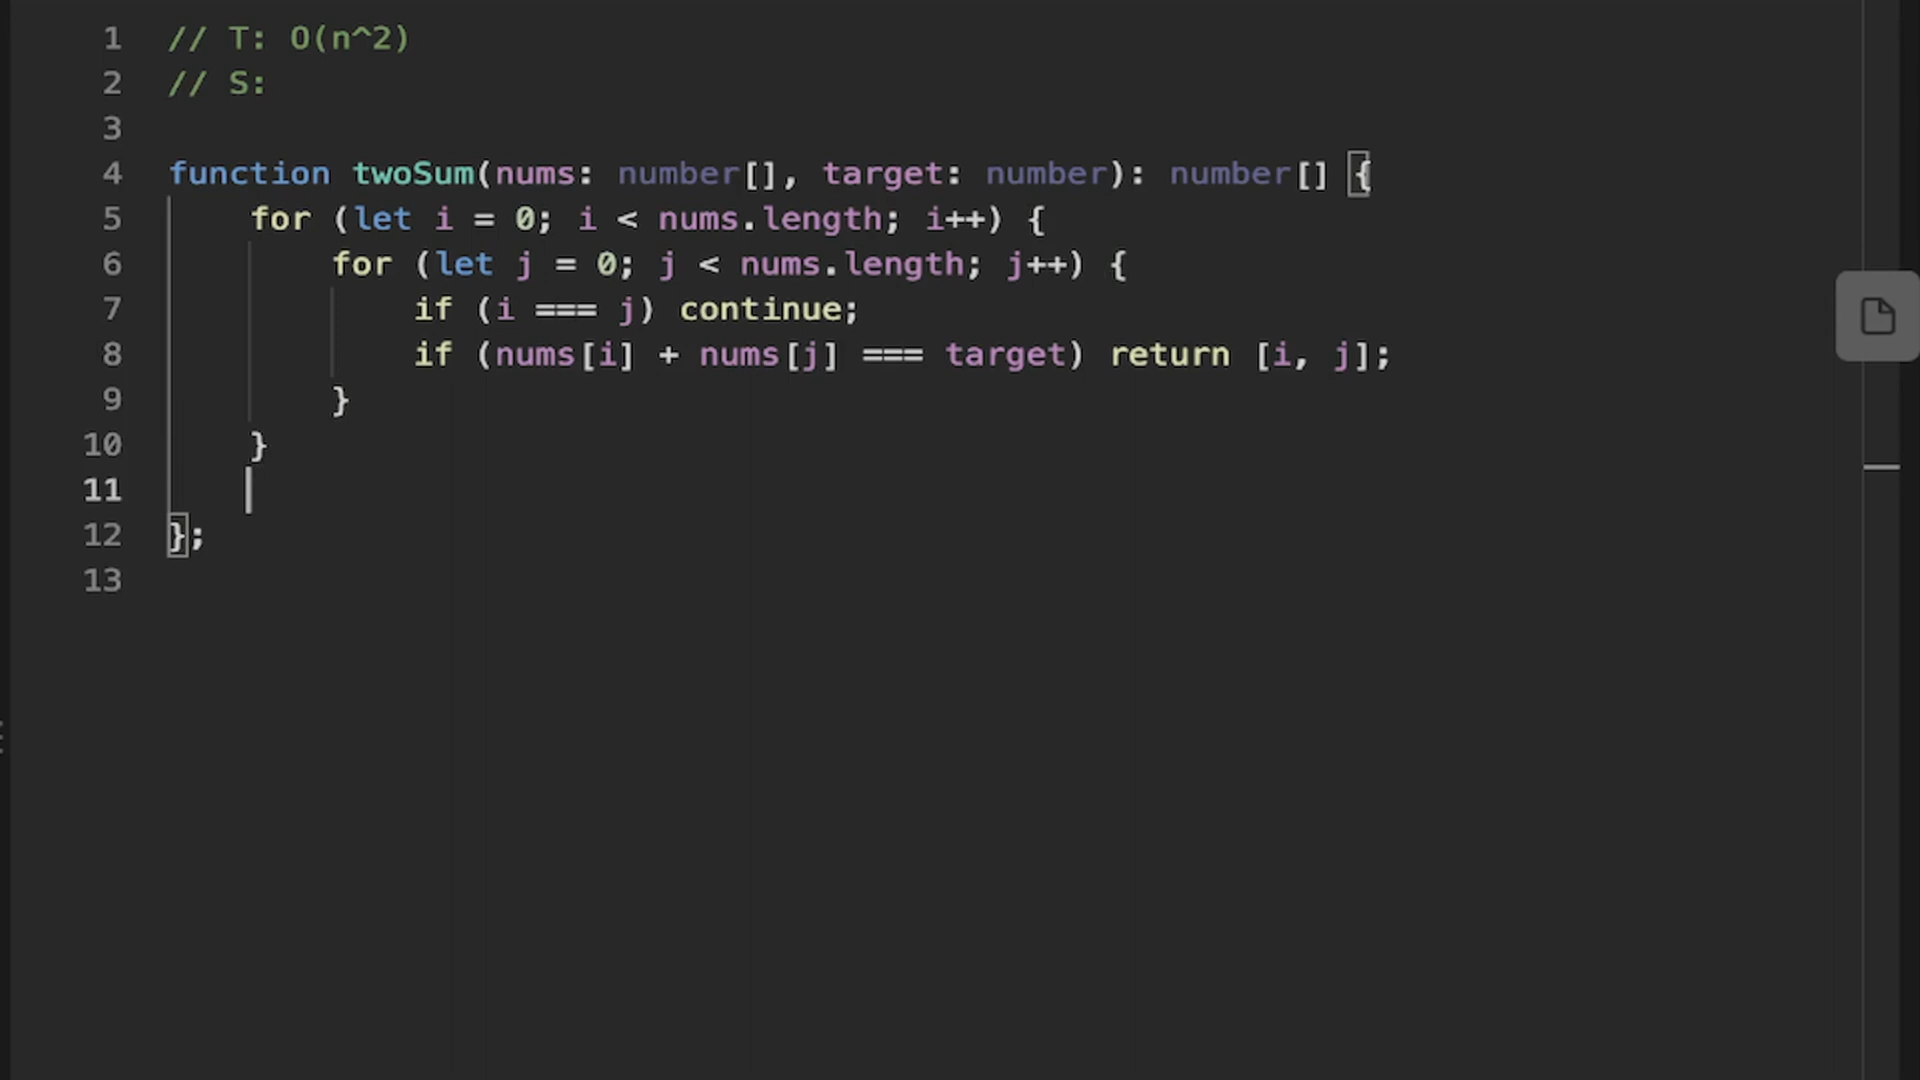 1 // T: O(n^2)
2 // S:
3
4 function twoSum(nums: number[], target: number): number[] {
5 for (let i = 0; i < nums.length; i++) {
6 for (let j = 0; j < nums.length; j++) {
7 if (i === j) continue;
8 if (nums[i] + nums[j] === target) return [i, j];
9 }
10 }
11
12 };
13